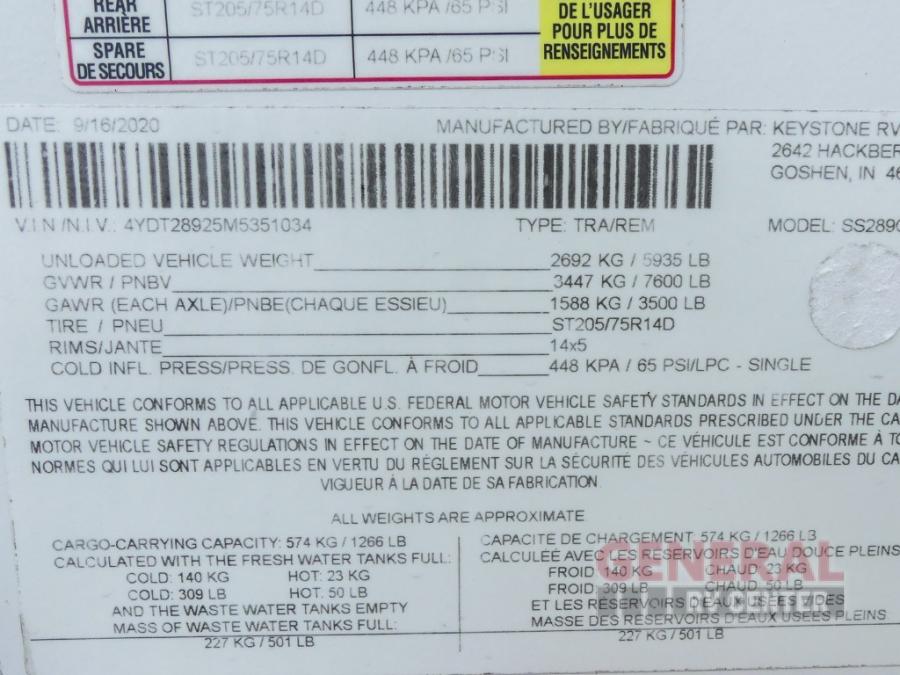 REAR
ARRIÈRE
ST205/75R14D
448 KPA /65 PSI
SPARE
DE SECOURS
ST205/75R14D
448 KPA /65 PSI
DE L'USAGER
POUR PLUS DE
RENSEIGNEMENTS
DATE: 9/16/2020
MANUFACTURED BY/FABRIQUÉ PAR: KEYSTONE RV
2642 HACKBER
GOSHEN, IN 46
V.I.N /N.I.V.: 4YDT28925M5351034
TYPE: TRA/REM
MODEL: SS289
UNLOADED VEHICLE WEIGHT 2692 KG / 5935 LB
GVWR / PNBV 3447 KG / 7600 LB
GAWR (EACH AXLE)/PNBE(CHAQUE ESSIEU) 1588 KG / 3500 LB
TIRE / PNEU ST205/75R14D
RIMS/JANTE 14x5
COLD INFL. PRESS/PRESS. DE GONFL. À FROID 448 KPA / 65 PSI/LPC - SINGLE
THIS VEHICLE CONFORMS TO ALL APPLICABLE U.S. FEDERAL MOTOR VEHICLE SAFETY STANDARDS IN EFFECT ON THE DA
MANUFACTURE SHOWN ABOVE. THIS VEHICLE CONFORMS TO ALL APPLICABLE STANDARDS PRESCRIBED UNDER THE CA
MOTOR VEHICLE SAFETY REGULATIONS IN EFFECT ON THE DATE OF MANUFACTURE ~ CE VÉHICULE EST CONFORME À TO
NORMES QUI LUI SONT APPLICABLES EN VERTU DU RÉGLEMENT SUR LA SÉCURITÉ DES VÉHICULES AUTOMOBILES DU CA
VIGUEUR À LA DATE DE SA FABRICATION
ALL WEIGHTS ARE APPROXIMATE
CARGO-CARRYING CAPACITY: 574 KG / 1266 LB
CALCULATED WITH THE FRESH WATER TANKS FULL:
COLD: 140 KG HOT: 23 KG
COLD: 309 LB HOT: 50 LB
AND THE WASTE WATER TANKS EMPTY
MASS OF WASTE WATER TANKS FULL:
227 KG / 501 LB
CAPACITE DE CHARGEMENT: 574 KG / 1266 LB
CALCULÉE AVEC LES RESERVOIRS D'EAU DOUCE PLEINS
FROID: 140 KG CHAUD: 23 KG
FROID: 309 LB CHAUD: 50 LB
ET LES RÉSERVOIRS D'EAUX USÉES VIDES
MASSE DES RÉSERVOIRS D'EAUX USÉES PLEINS
227 KG / 501 LB
GENERAL
RV CENTER